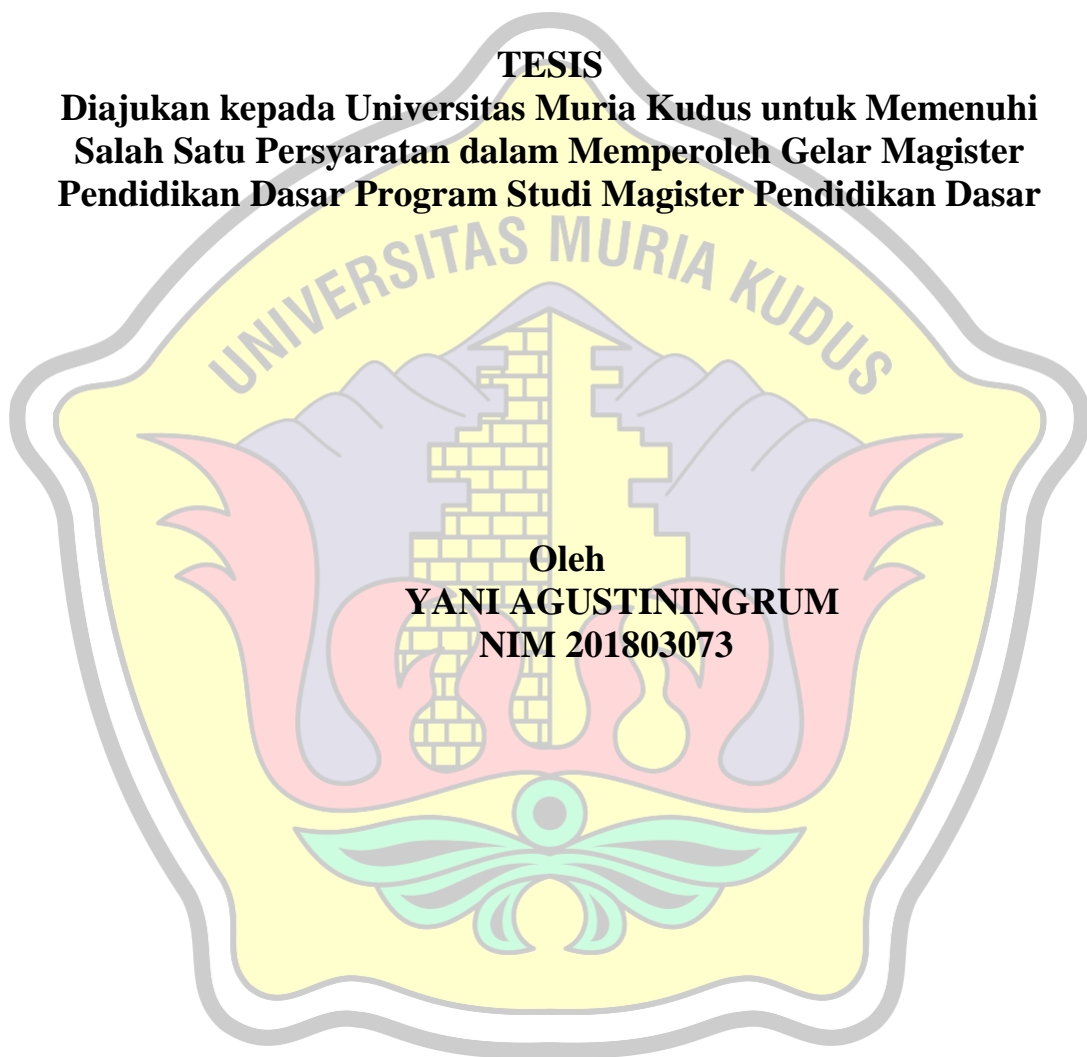 TESIS
Diajukan kepada Universitas Muria Kudus untuk Memenuhi
Salah Satu Persyaratan dalam Memperoleh Gelar Magister
Pendidikan Dasar Program Studi Magister Pendidikan Dasar
UNIVERSITAS MURIA KUDUS
Oleh
YANI AGUSTININGRUM
NIM 201803073